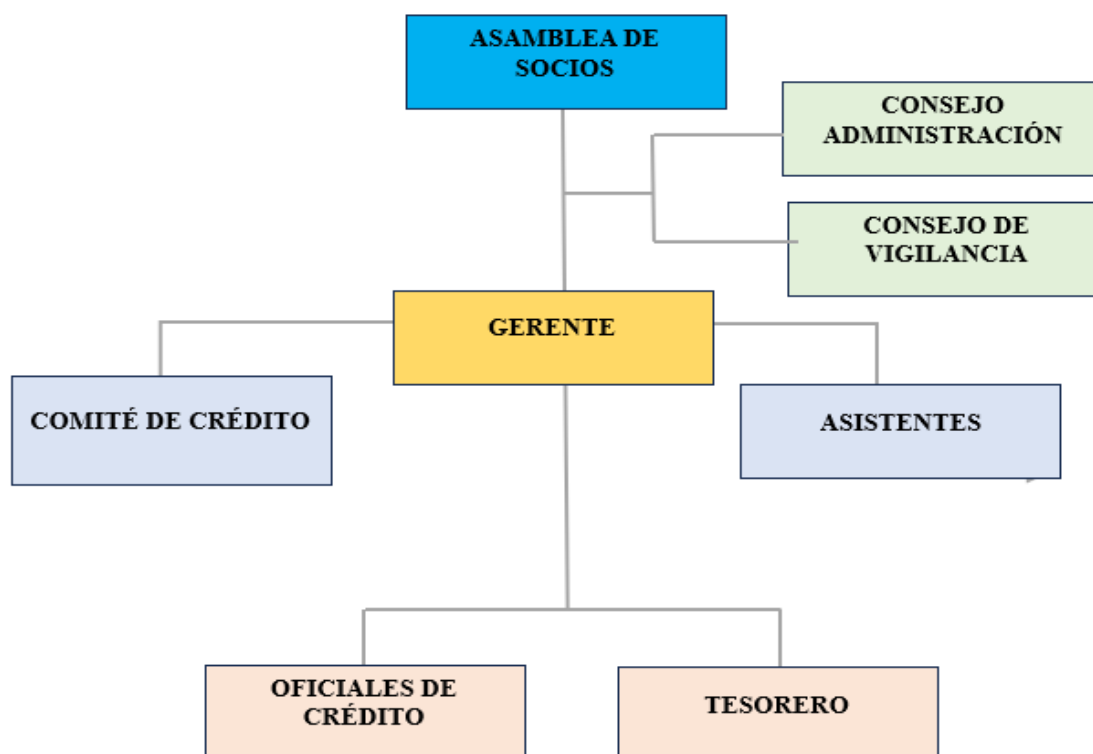 ASAMBLEA DE
SOCIOS
CONSEJO
ADMINISTRACIÓN
CONSEJO DE
VIGILANCIA
GERENTE
COMITÉ DE CRÉDITO
ASISTENTES
OFICIALES DE
CRÉDITO
TESORERO